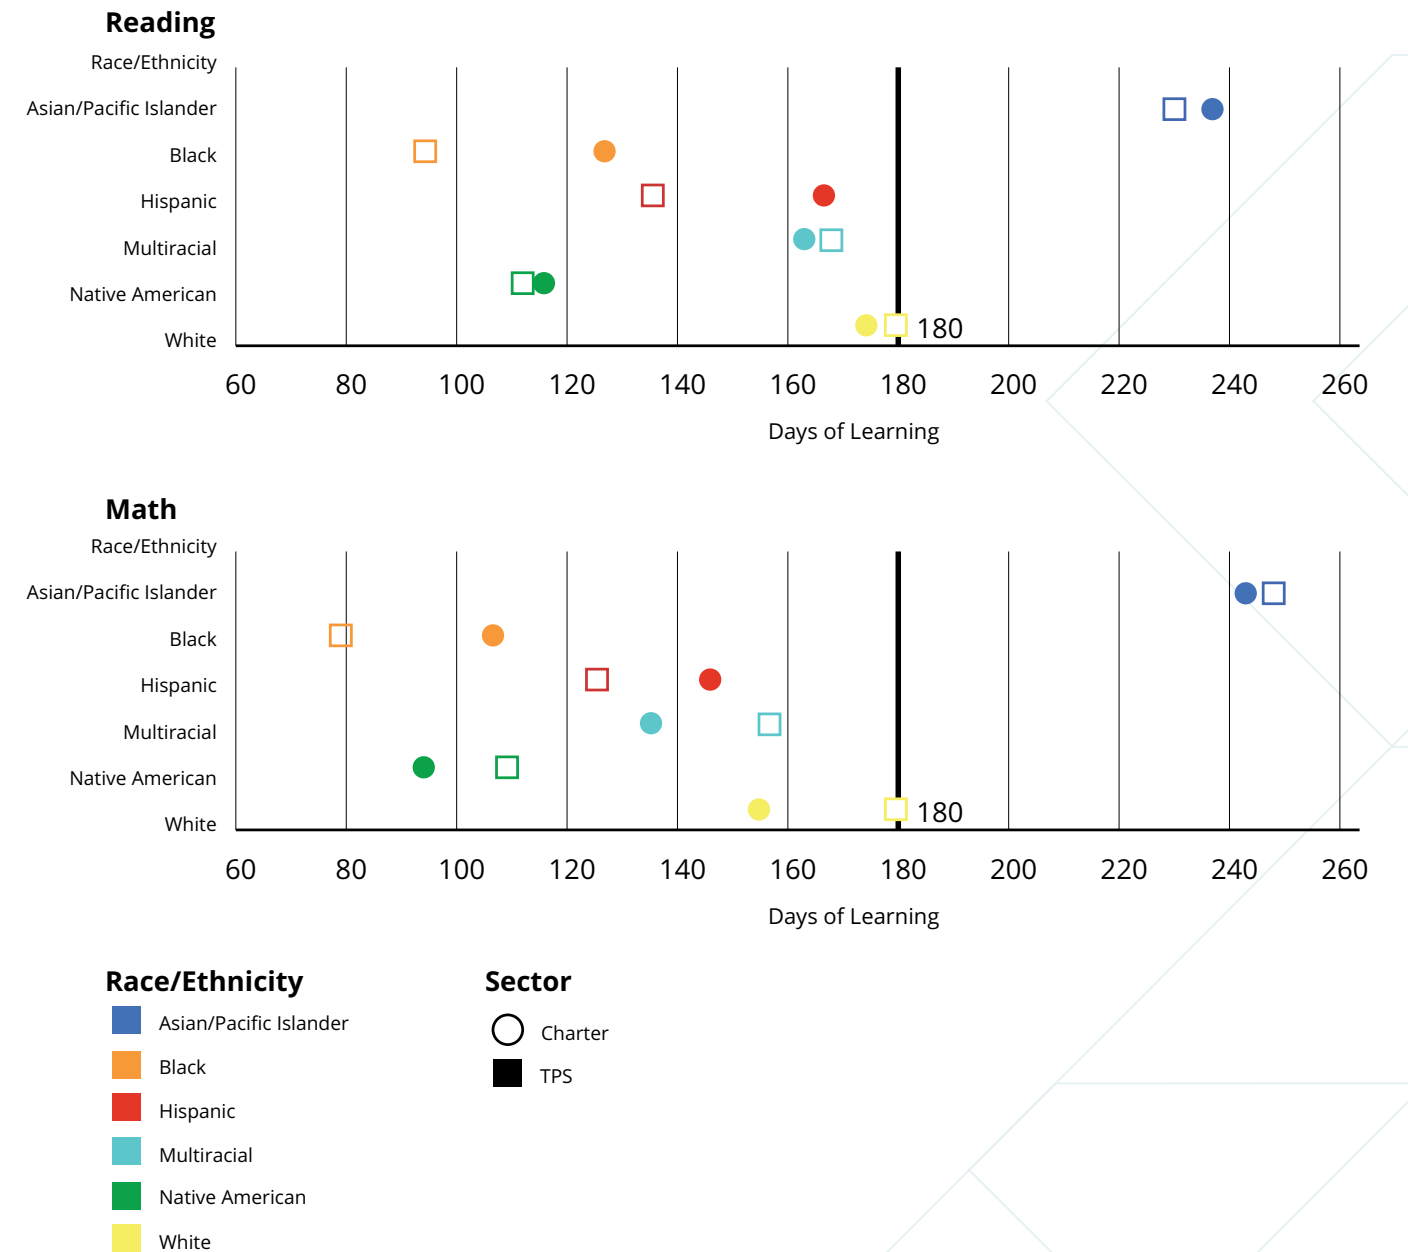 Reading
Race/Ethnicity
Asian/Pacific Islander
Black
Hispanic
Multiracial
Native American
White
180
60 80 100 120 140 160 180 200 220 240 260
Days of Learning
Math
Race/Ethnicity
Asian/Pacific Islander
Black
Hispanic
Multiracial
Native American
White
180
60 80 100 120 140 160 180 200 220 240 260
Days of Learning
Race/Ethnicity
Asian/Pacific Islander
Black
Hispanic
Multiracial
Native American
White
Sector
Charter
TPS